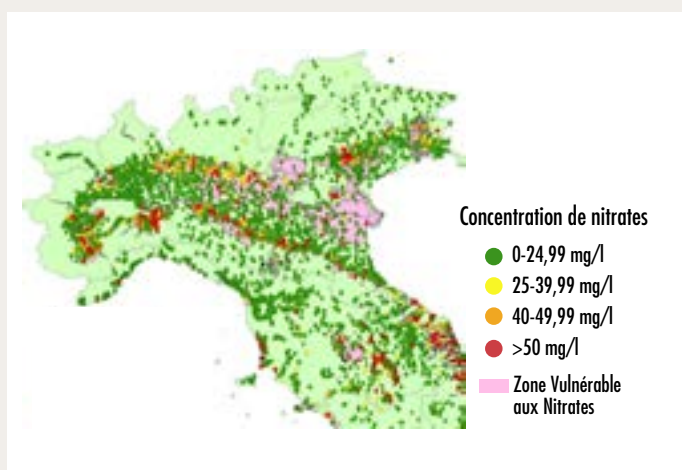 Concentration de nitrates
0-24,99 mg/l
25-39,99 mg/l
40-49,99 mg/l
>50 mg/l
Zone Vulnérable
aux Nitrates